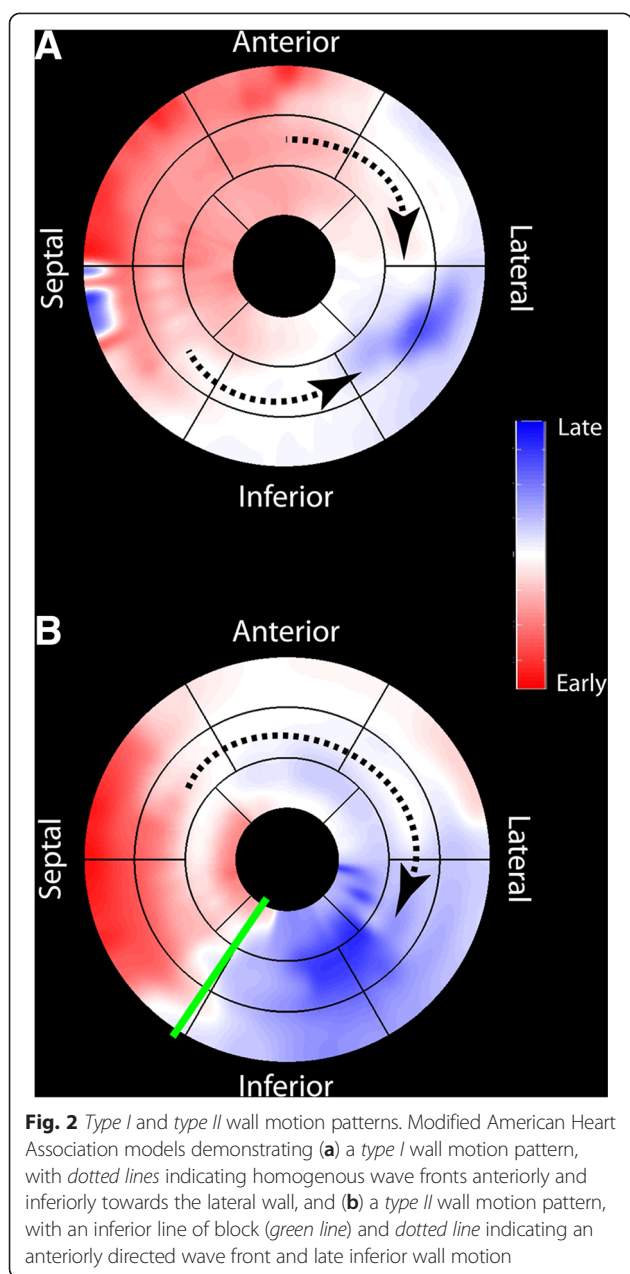 A
Anterior
Septal
Lateral
Inferior
Late
Early
B
Anterior
Septal
Lateral
Inferior
Fig. 2 Type I and type II wall motion patterns. Modified American Heart
Association models demonstrating (a) a type I wall motion pattern,
with dotted lines indicating homogenous wave fronts anteriorly and
inferiorly towards the lateral wall, and (b) a type II wall motion pattern,
with an inferior line of block (green line) and dotted line indicating an
anteriorly directed wave front and late inferior wall motion